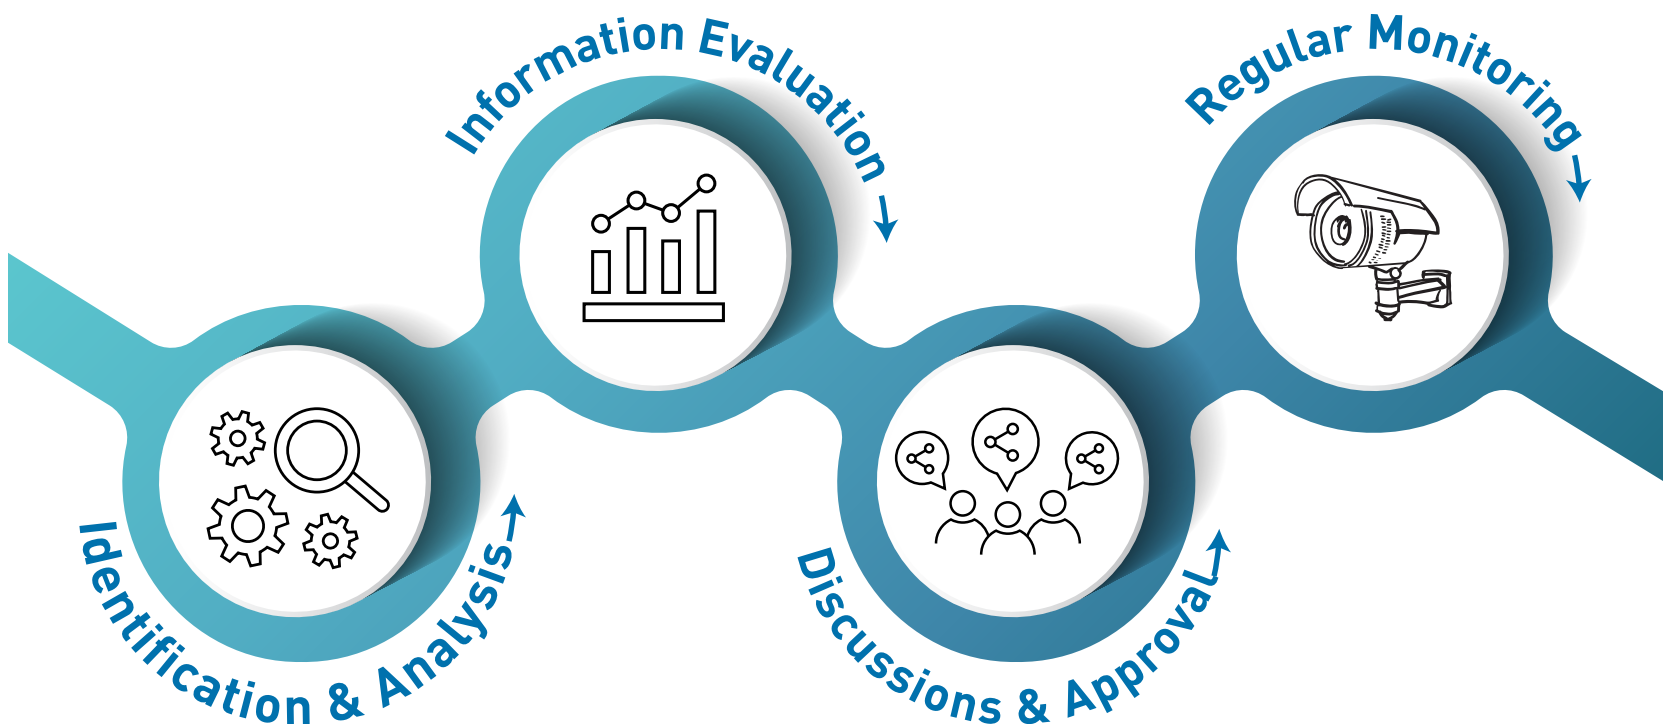 Identification & Analysis
Information Evaluation
Discussions & Approval
Regular Monitoring